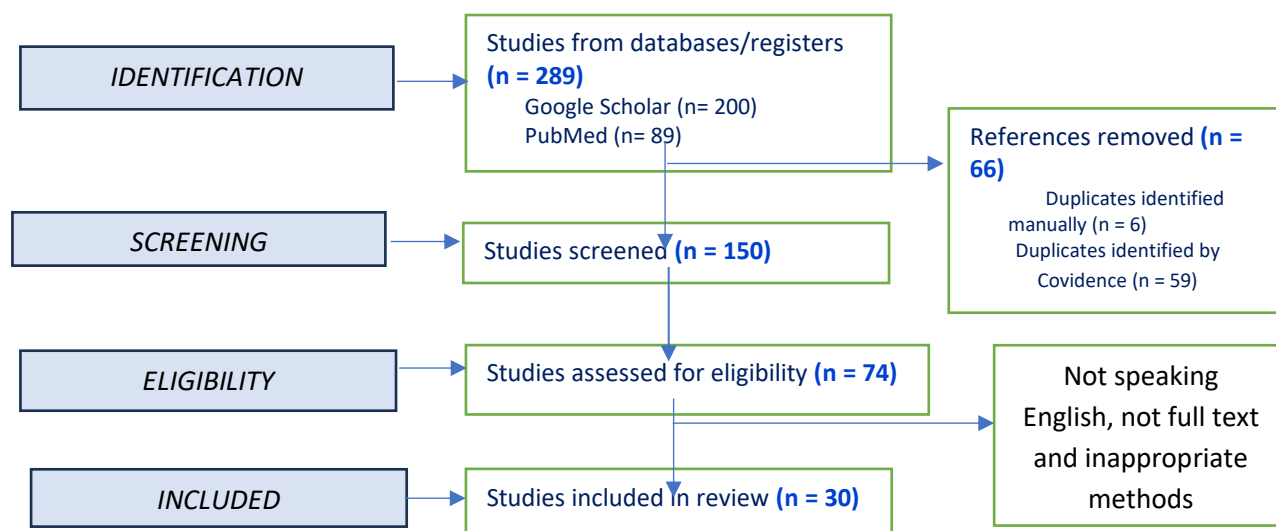 IDENTIFICATION
Studies from databases/registers
(n = 289)
Google Scholar (n= 200)
PubMed (n= 89)
References removed (n =
66)
Duplicates identified
manually (n = 6)
Duplicates identified by
Covidence (n = 59)
SCREENING
Studies screened (n = 150)
ELIGIBILITY
Studies assessed for eligibility (n = 74)
Not speaking
English, not full text
and inappropriate
methods
INCLUDED
Studies included in review (n = 30)